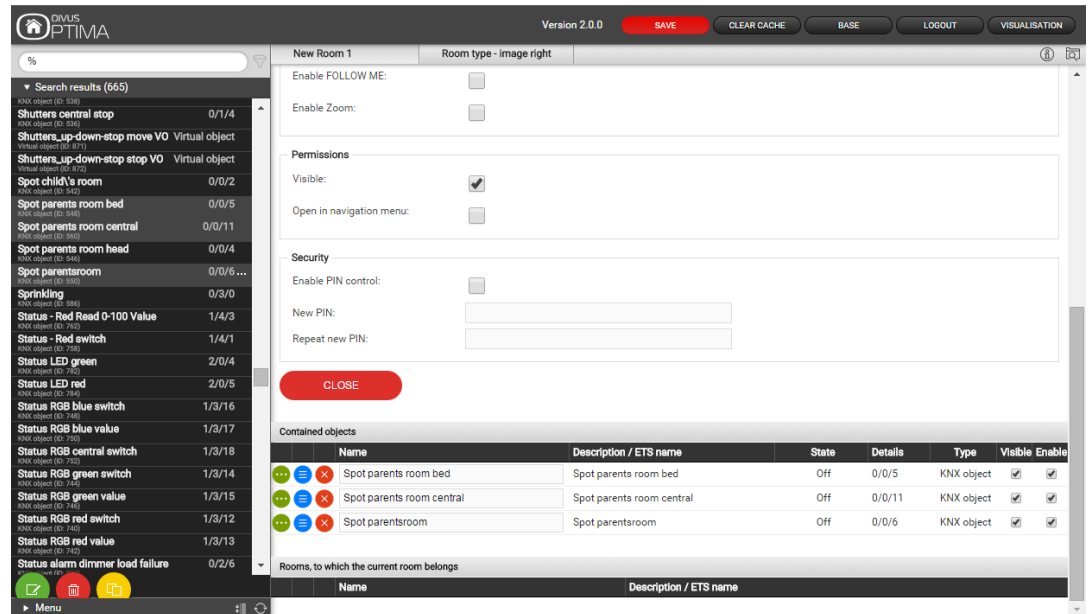 DIVUS
OPTIMA
Version 2.0.0
SAVE
CLEAR CACHE
BASE
LOGOUT
VISUALISATION
%
Search results (665)
KNX object (ID: 538)
Shutters central stop 0/1/4
KNX object (ID: 536)
Shutters_up-down-stop move VO Virtual object
Virtual object (ID: 871)
Shutters_up-down-stop stop VO Virtual object
Virtual object (ID: 872)
Spot child\'s room 0/0/2
KNX object (ID: 542)
Spot parents room bed 0/0/5
KNX object (ID: 548)
Spot parents room central 0/0/11
KNX object (ID: 560)
Spot parents room head 0/0/4
KNX object (ID: 546)
Spot parentsroom 0/0/6...
KNX object (ID: 550)
Sprinkling 0/3/0
KNX object (ID: 586)
Status - Red Read 0-100 Value 1/4/3
KNX object (ID: 762)
Status - Red switch 1/4/1
KNX object (ID: 758)
Status LED green 2/0/4
KNX object (ID: 782)
Status LED red 2/0/5
KNX object (ID: 784)
Status RGB blue switch 1/3/16
KNX object (ID: 748)
Status RGB blue value 1/3/17
KNX object (ID: 750)
Status RGB central switch 1/3/18
KNX object (ID: 752)
Status RGB green switch 1/3/14
KNX object (ID: 744)
Status RGB green value 1/3/15
KNX object (ID: 746)
Status RGB red switch 1/3/12
KNX object (ID: 740)
Status RGB red value 1/3/13
KNX object (ID: 742)
Status alarm dimmer load failure 0/2/6
Menu
New Room 1
Room type - image right
Enable FOLLOW ME:
Enable Zoom:
Permissions
Visible:
Open in navigation menu:
Security
Enable PIN control:
New PIN:
Repeat new PIN:
CLOSE
Contained objects
Name Description / ETS name State Details Type Visible Enable
Spot parents room bed Spot parents room bed Off 0/0/5 KNX object
Spot parents room central Spot parents room central Off 0/0/11 KNX object
Spot parentsroom Spot parentsroom Off 0/0/6 KNX object
Rooms, to which the current room belongs
Name Description / ETS name